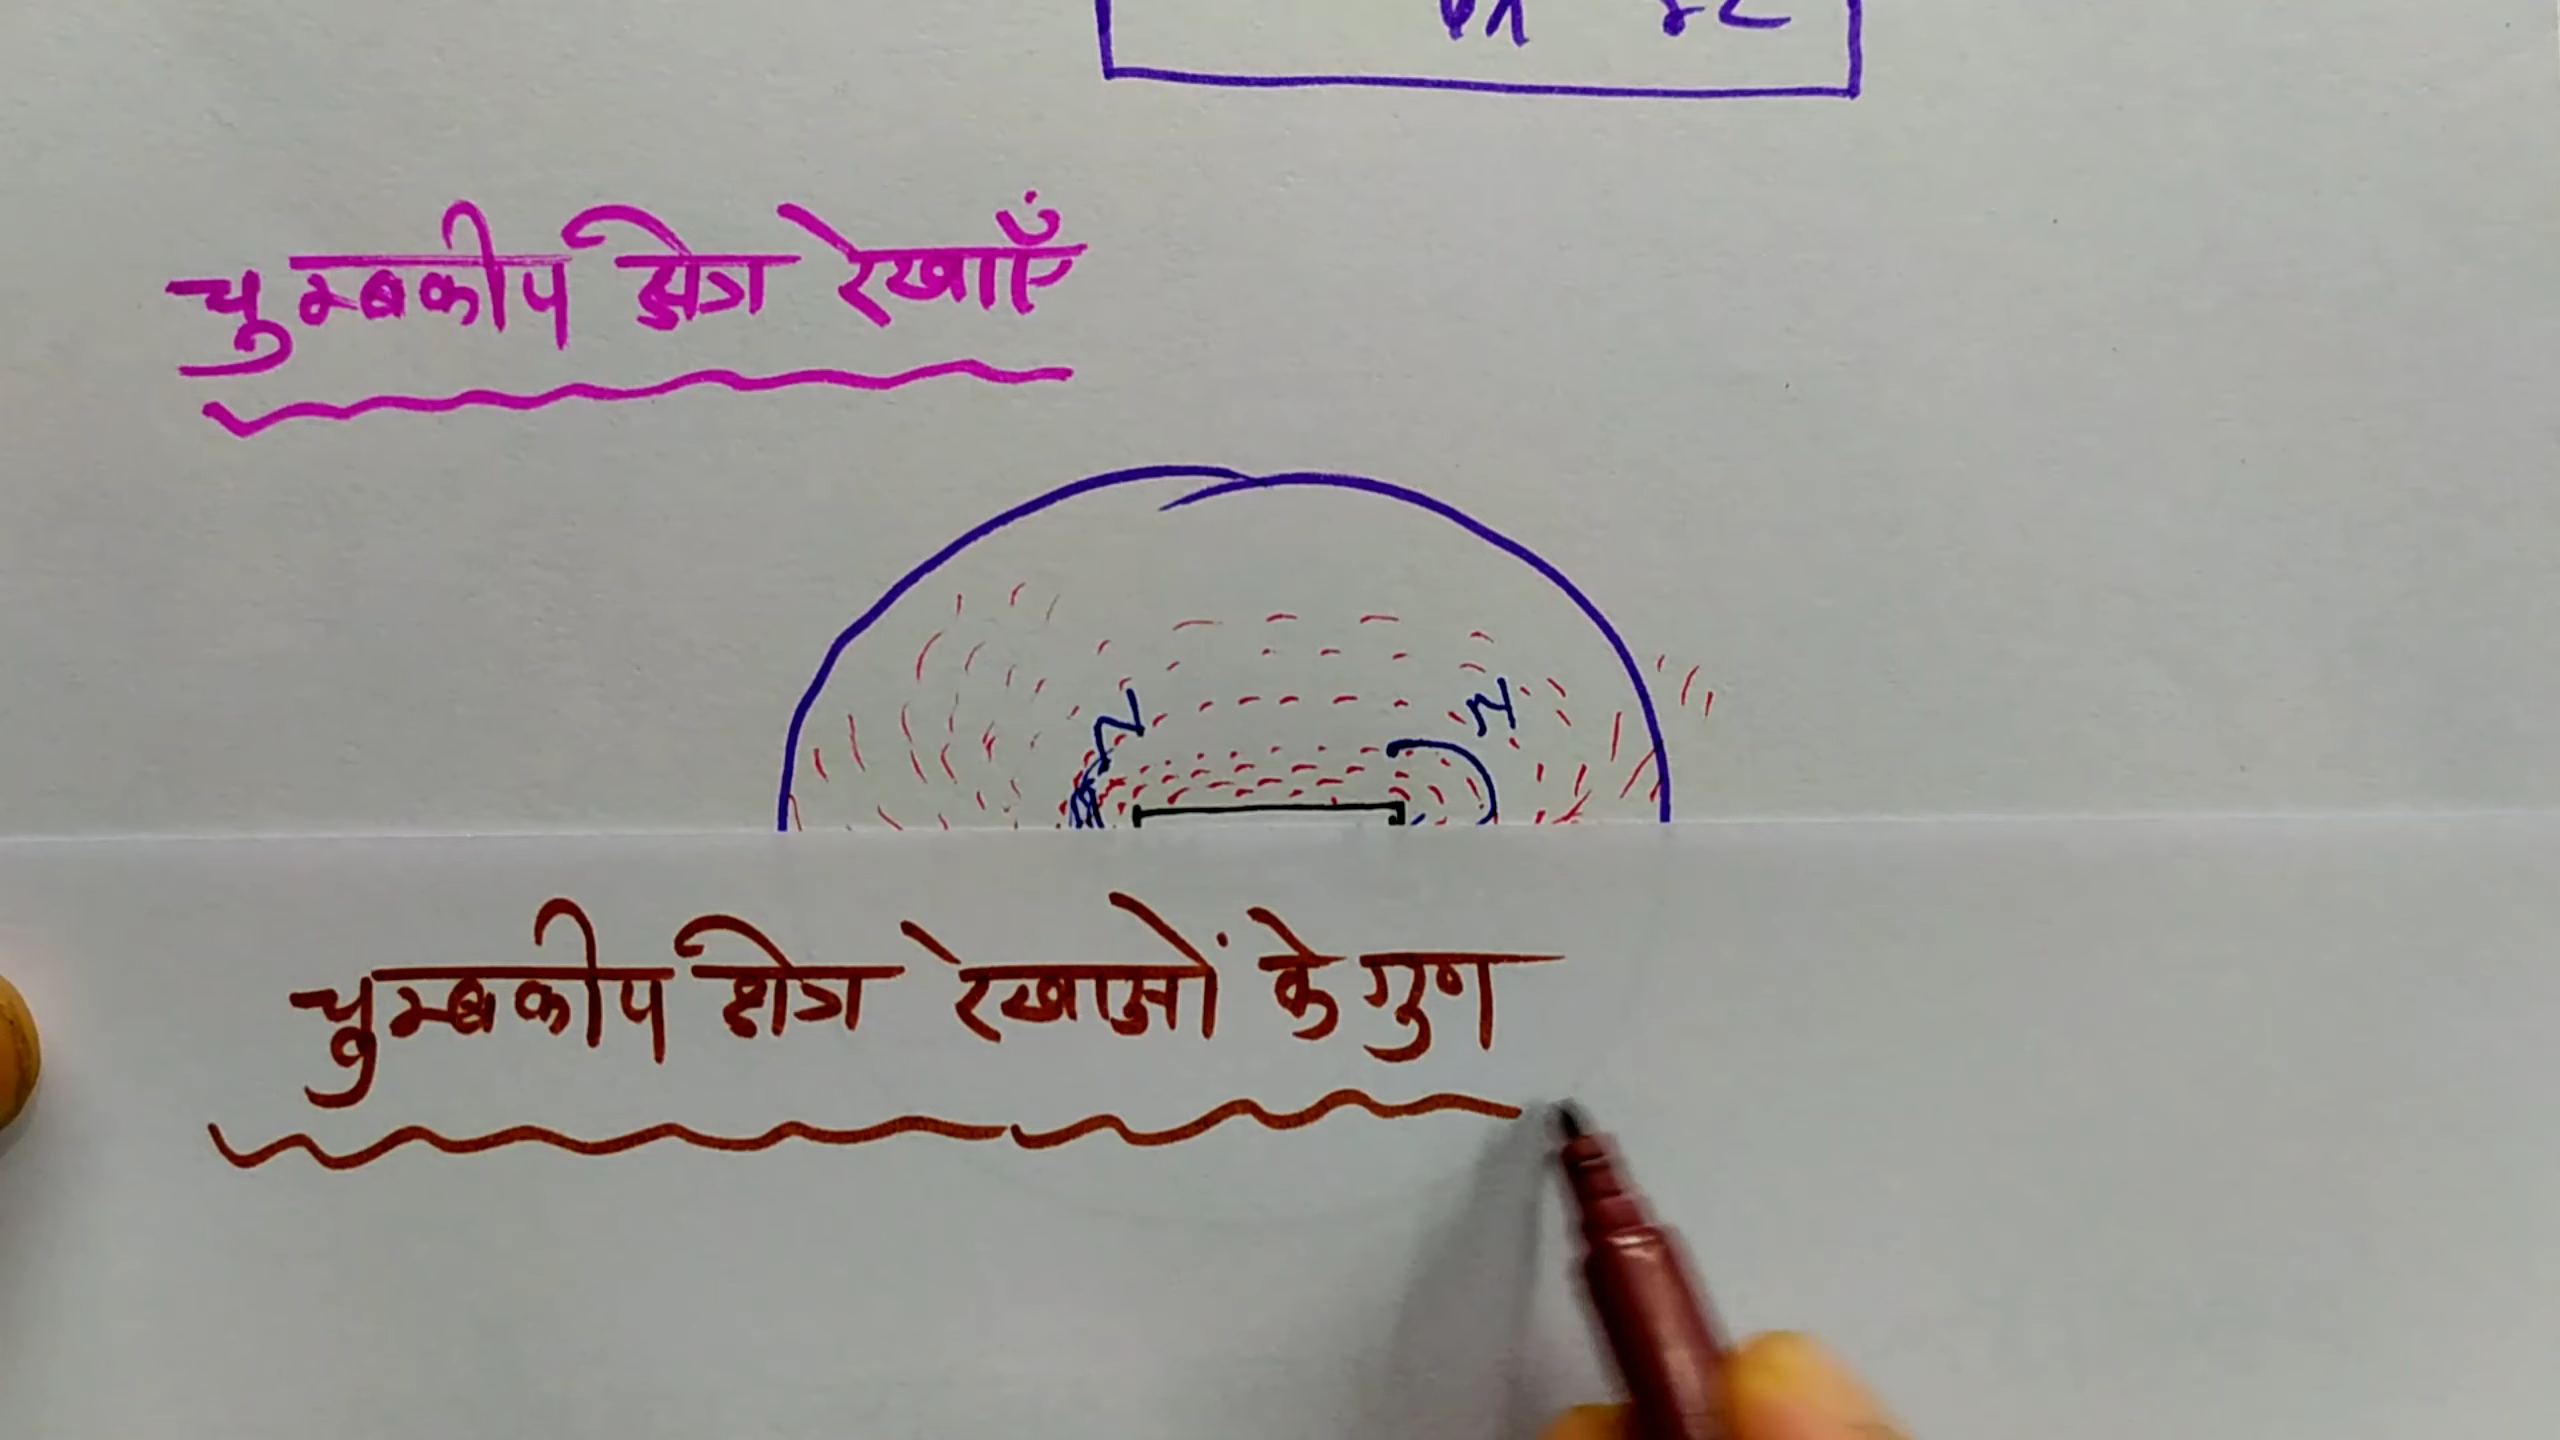 चुम्बकीय क्षेत्र रेखाएँ
N
चुम्बकीय क्षेत्र रेखाओं के गुण